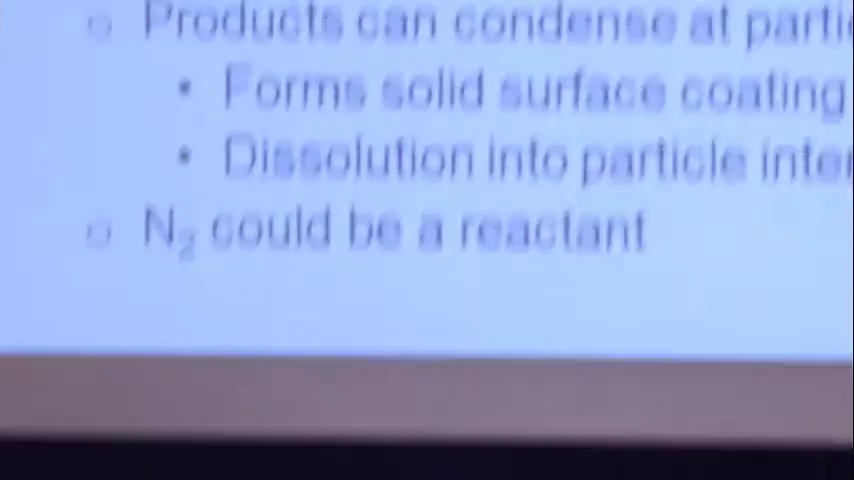 Products can condense at parti
Forms solid surface coating
Dissolution into particle inter
N₂ could be a reactant